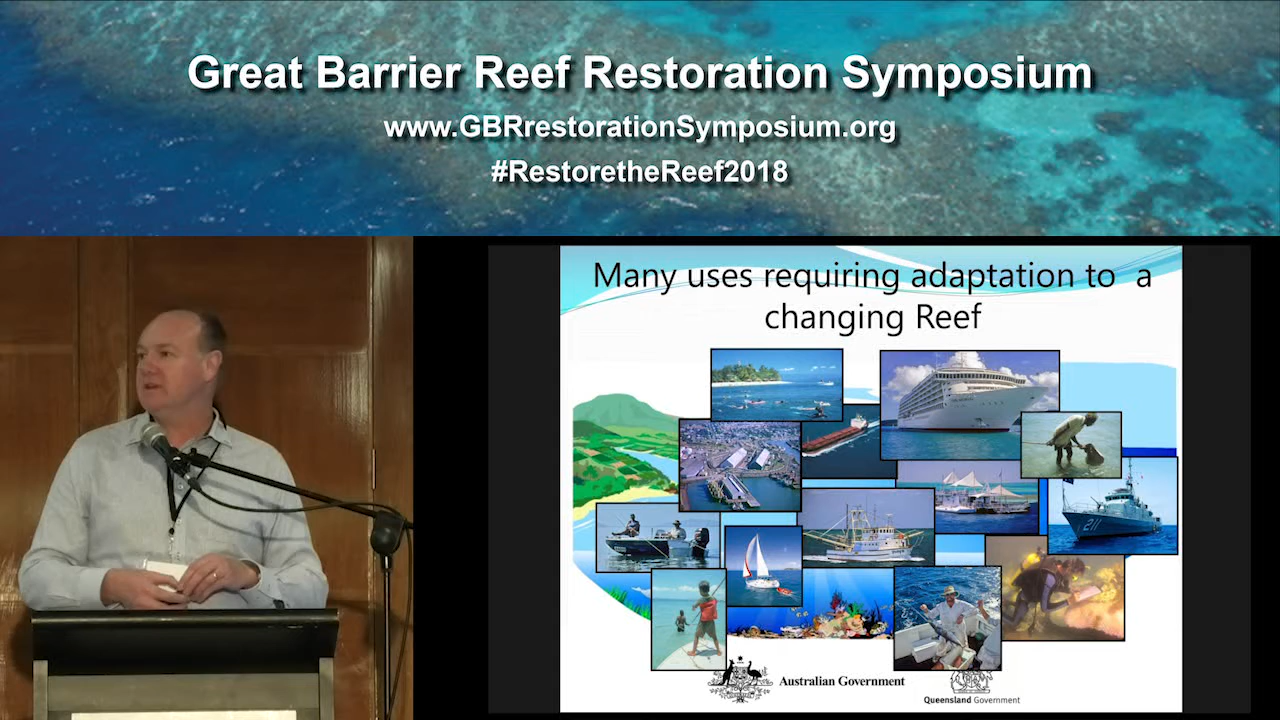 Great Barrier Reef Restoration Symposium
www.GBRrestorationSymposium.org
#RestoretheReef2018
Many uses requiring adaptation to a
changing Reef
211
Australian Government
Queensland Government